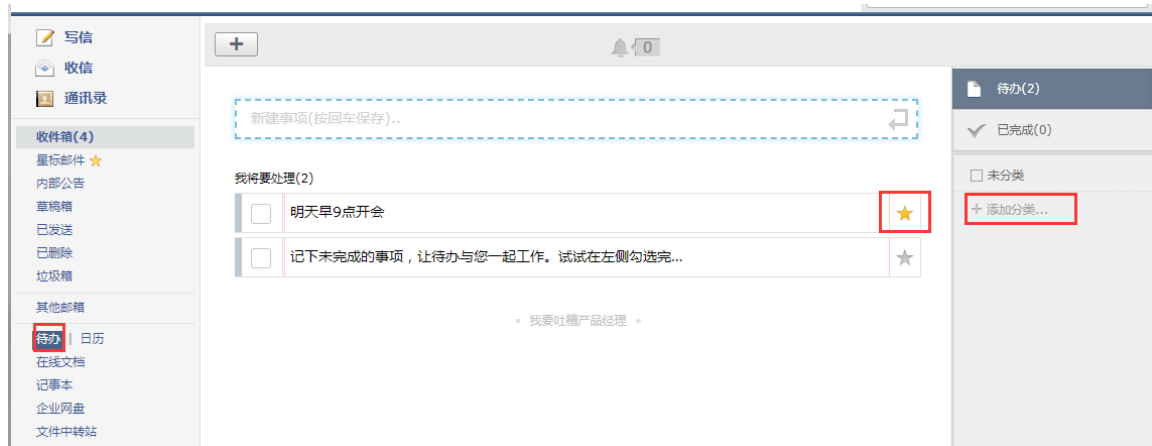 写信
收信
通讯录
收件箱(4)
星标邮件
内部公告
草稿箱
已发送
已删除
垃圾箱
其他邮箱
待办 | 日历
在线文档
记事本
企业网盘
文件中转站
+
0
新建事项(按回车保存)..
我将要处理(2)
明天早9点开会
记下未完成的事项，让待办与您一起工作。试试在左侧勾选完...
• 我要吐槽产品经理 •
待办(2)
已完成(0)
未分类
+ 添加分类...